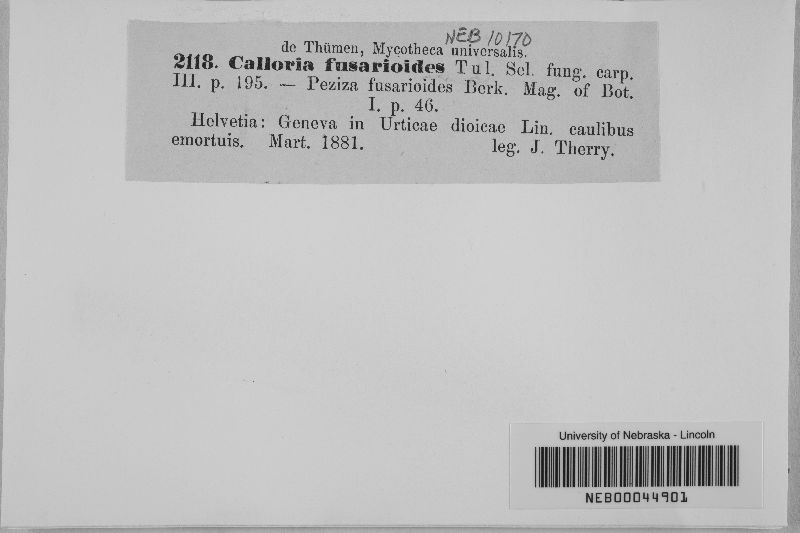 NEB 10170
de Thümen, Mycotheca universalis.
2118. Calloria fusarioides Tul. Sel. fung. carp.
III. p. 195. — Peziza fusarioides Berk. Mag. of Bot.
I. p. 46.
Helvetia: Geneva in Urticae dioicae Lin. caulibus
emortuis. Mart. 1881. leg. J. Therry.
University of Nebraska - Lincoln
NEB00044901